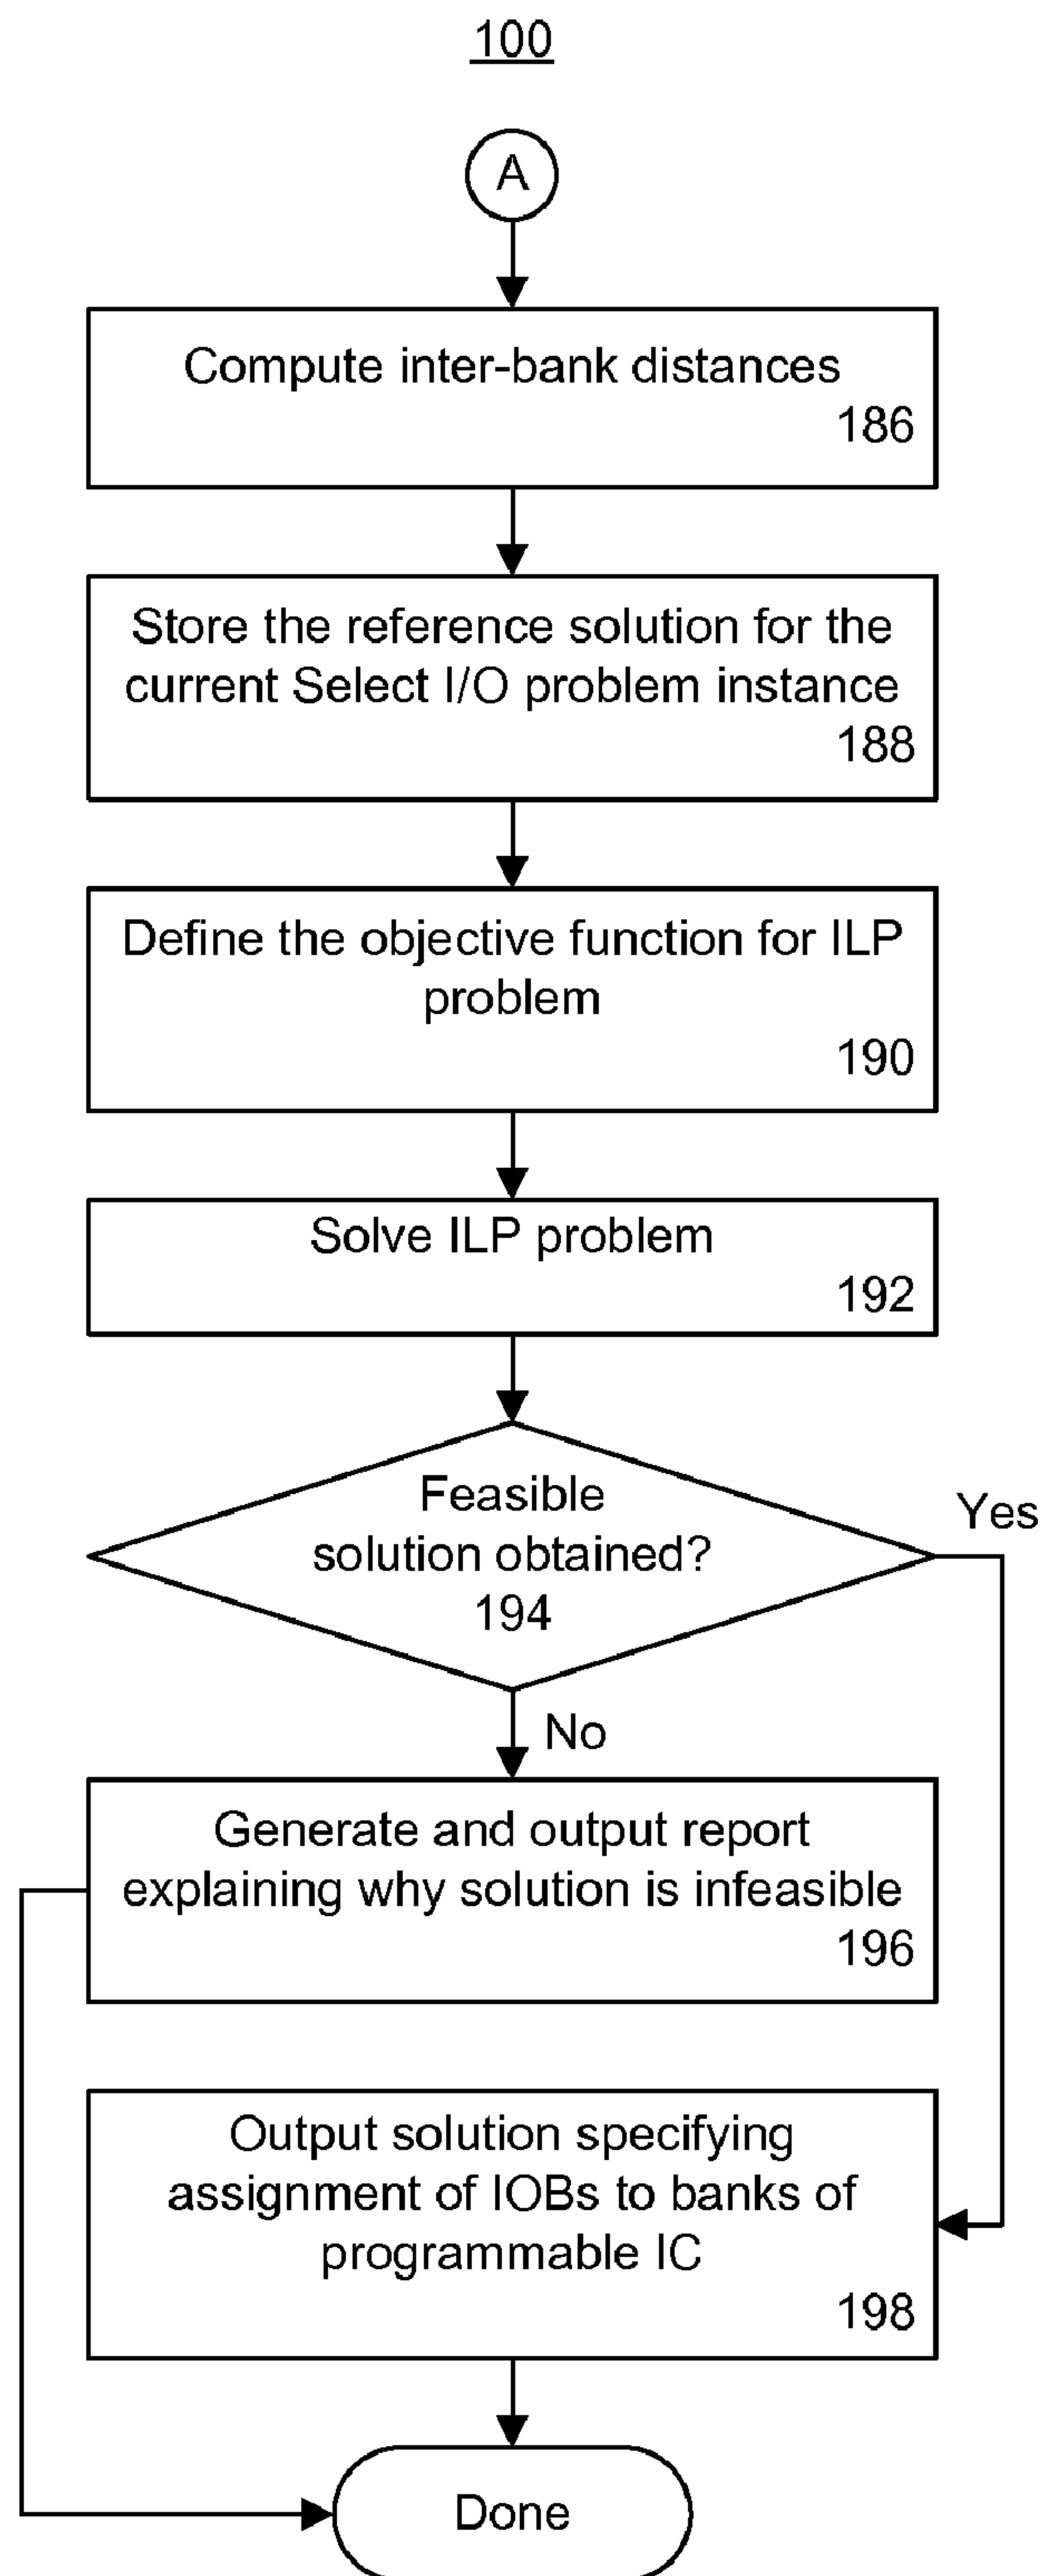 100
A
Compute inter-bank distances
186
Store the reference solution for the
current Select I/O problem instance
188
Define the objective function for ILP
problem
190
Solve ILP problem
192
Feasible
solution obtained?
194
Yes
No
Generate and output report
explaining why solution is infeasible
196
Output solution specifying
assignment of IOBs to banks of
programmable IC
198
Done